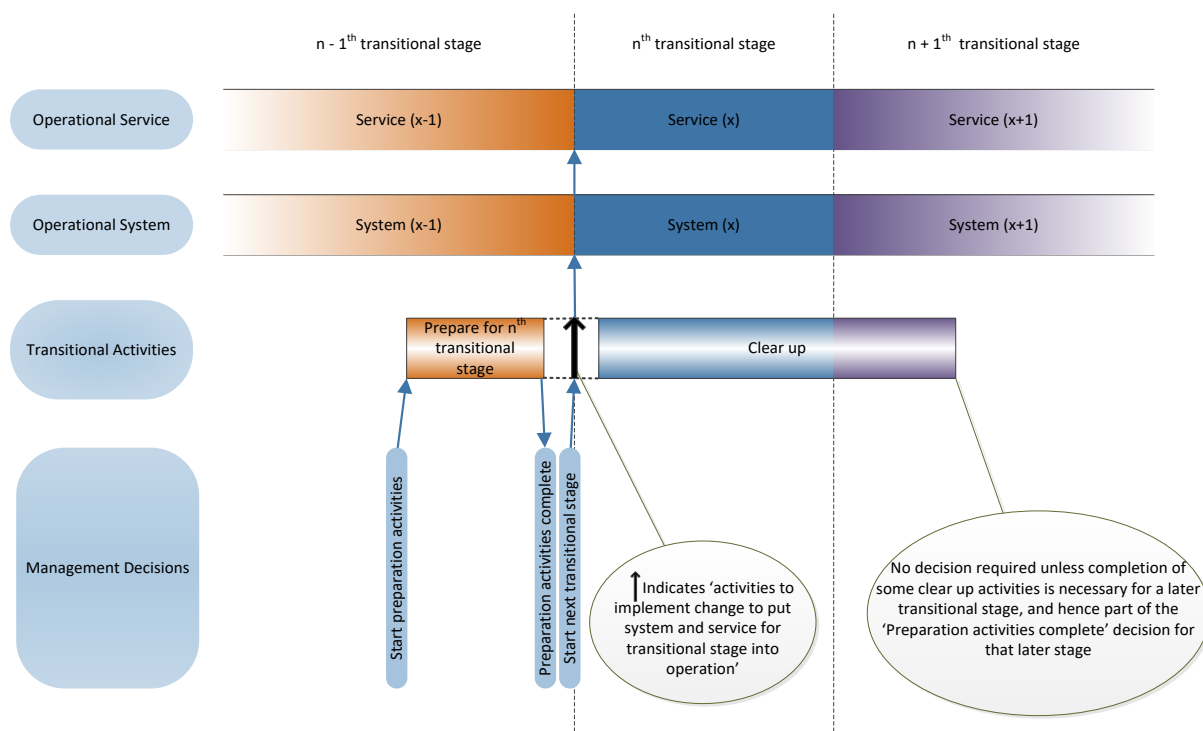 n - 1th transitional stage
nth transitional stage
n + 1th transitional stage
Operational Service
Service (x-1)
Service (x)
Service (x+1)
Operational System
System (x-1)
System (x)
System (x+1)
Transitional Activities
Prepare for nth
transitional
stage
Clear up
Management Decisions
Start preparation activities
Preparation activities complete
Start next transitional stage
Indicates ‘activities to
implement change to put
system and service for
transitional stage into
operation’
No decision required unless completion of
some clear up activities is necessary for a later
transitional stage, and hence part of the
‘Preparation activities complete’ decision for
that later stage